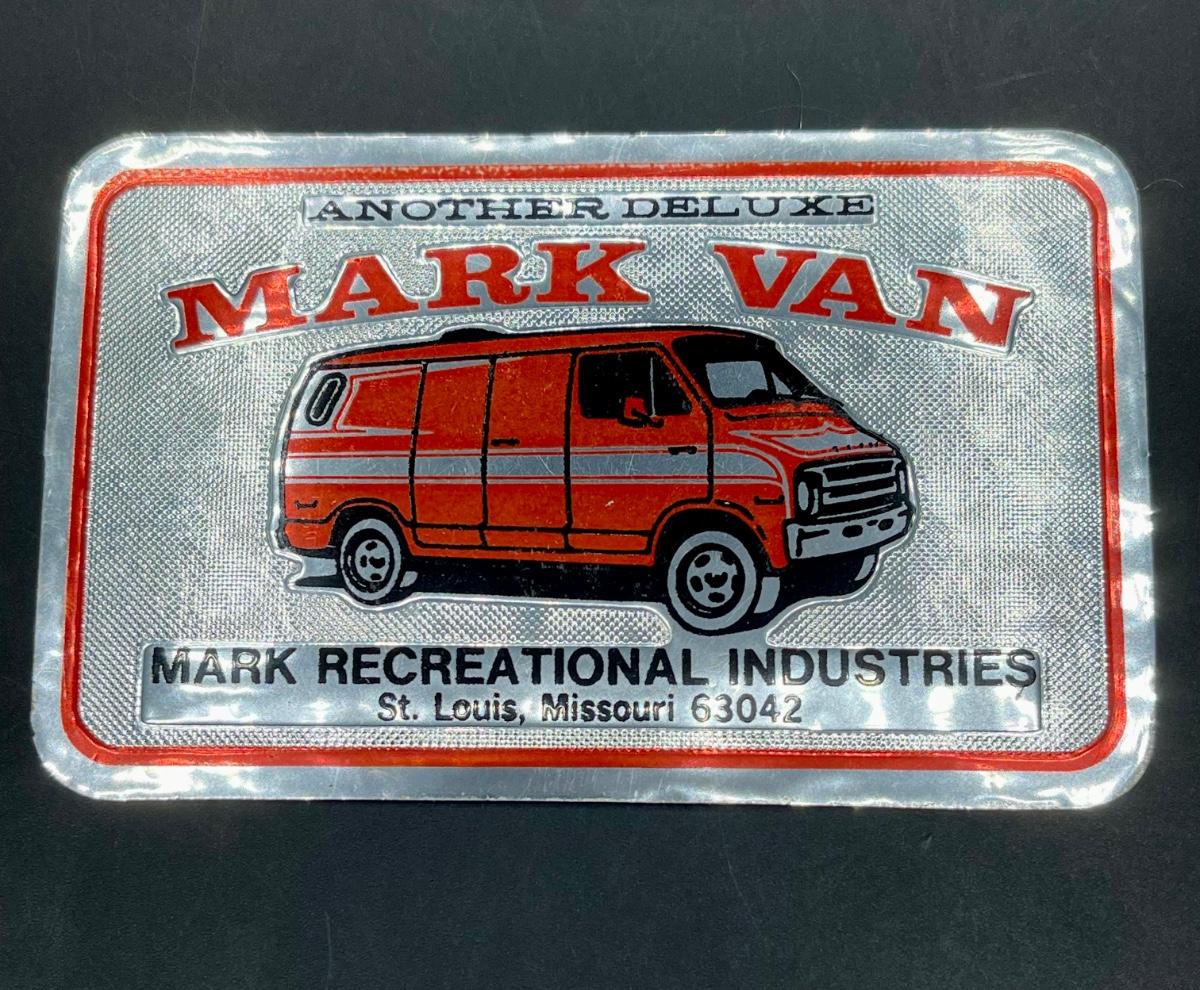 ANOTHER DELUXE
MARK VAN
MARK RECREATIONAL INDUSTRIES
St. Louis, Missouri 63042